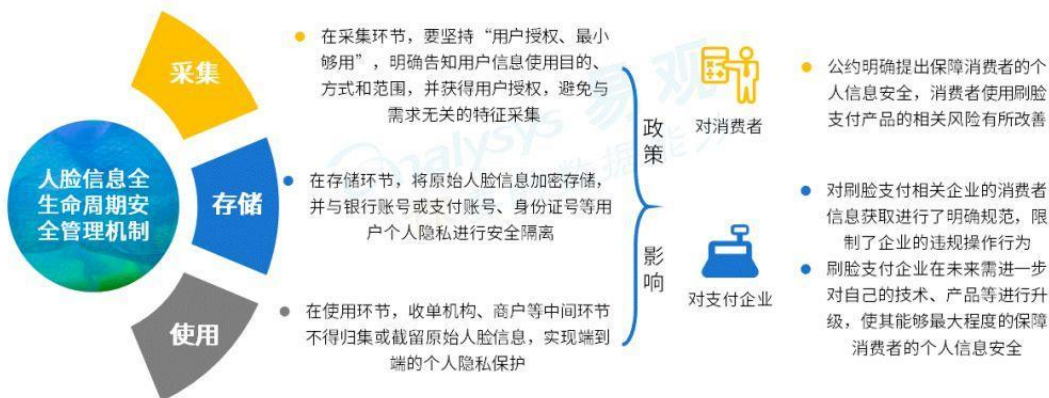 人脸信息全
生命周期安
全管理机制
采集
在采集环节，要坚持“用户授权、最小
够用”，明确告知用户信息使用目的、
方式和范围，并获得用户授权，避免与
需求无关的特征采集
存储
在存储环节，将原始人脸信息加密存储，
并与银行账号或支付账号、身份证号等用
户个人隐私进行安全隔离
使用
在使用环节，收单机构、商户等中间环节
不得归集或截留原始人脸信息，实现端到
端的个人隐私保护
政策
影响
对消费者
公约明确提出保障消费者的个
人信息安全，消费者使用刷脸
支付产品的相关风险有所改善
对支付企业
对刷脸支付相关企业的消费者
信息获取进行了明确规范，限
制了企业的违规操作行为
刷脸支付企业在未来需进一步
对自己的技术、产品等进行升
级，使其能够最大程度的保障
消费者的个人信息安全
analysys 易观